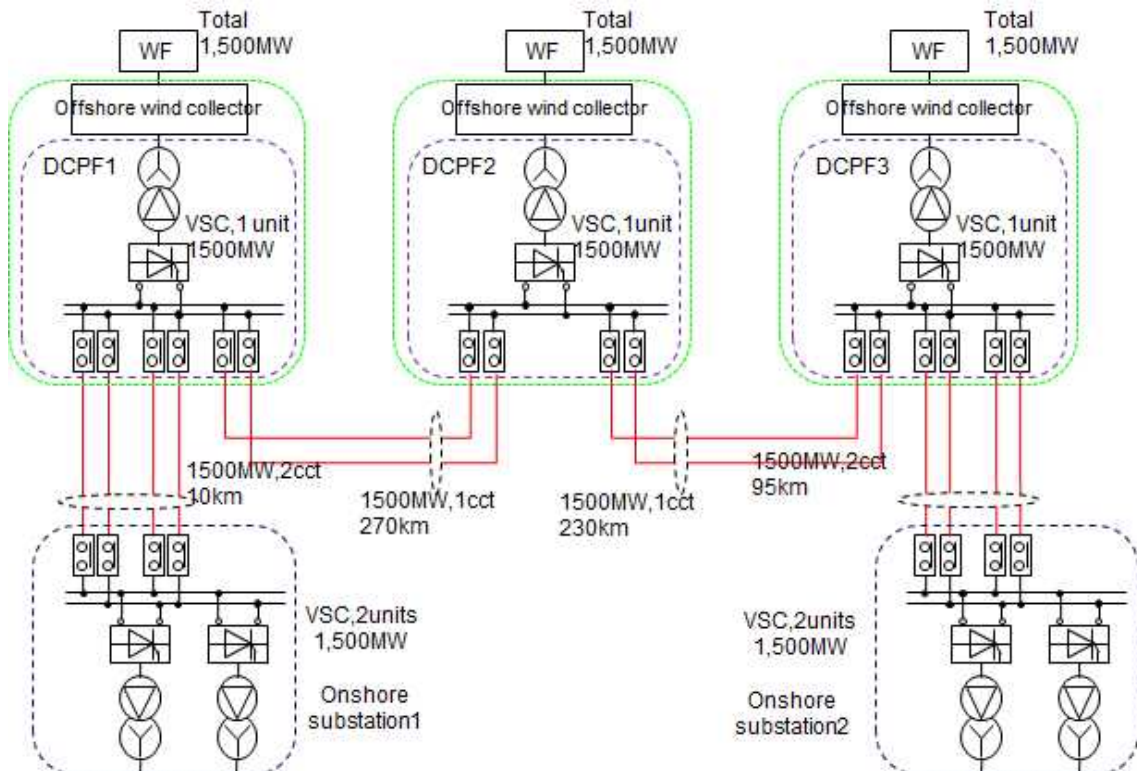 Total
1,500MW
WF
Total
1,500MW
WF
Total
1,500MW
WF
Offshore wind collector
Offshore wind collector
Offshore wind collector
DCPF1
DCPF2
DCPF3
VSC,1 unit
1500MW
VSC,1unit
1500MW
VSC,1unit
1500MW
1500MW,2cct
10km
1500MW,1cct
270km
1500MW,1cct
230km
1500MW,2cct
95km
VSC,2units
1,500MW
Onshore
substation1
VSC,2units
1,500MW
Onshore
substation2